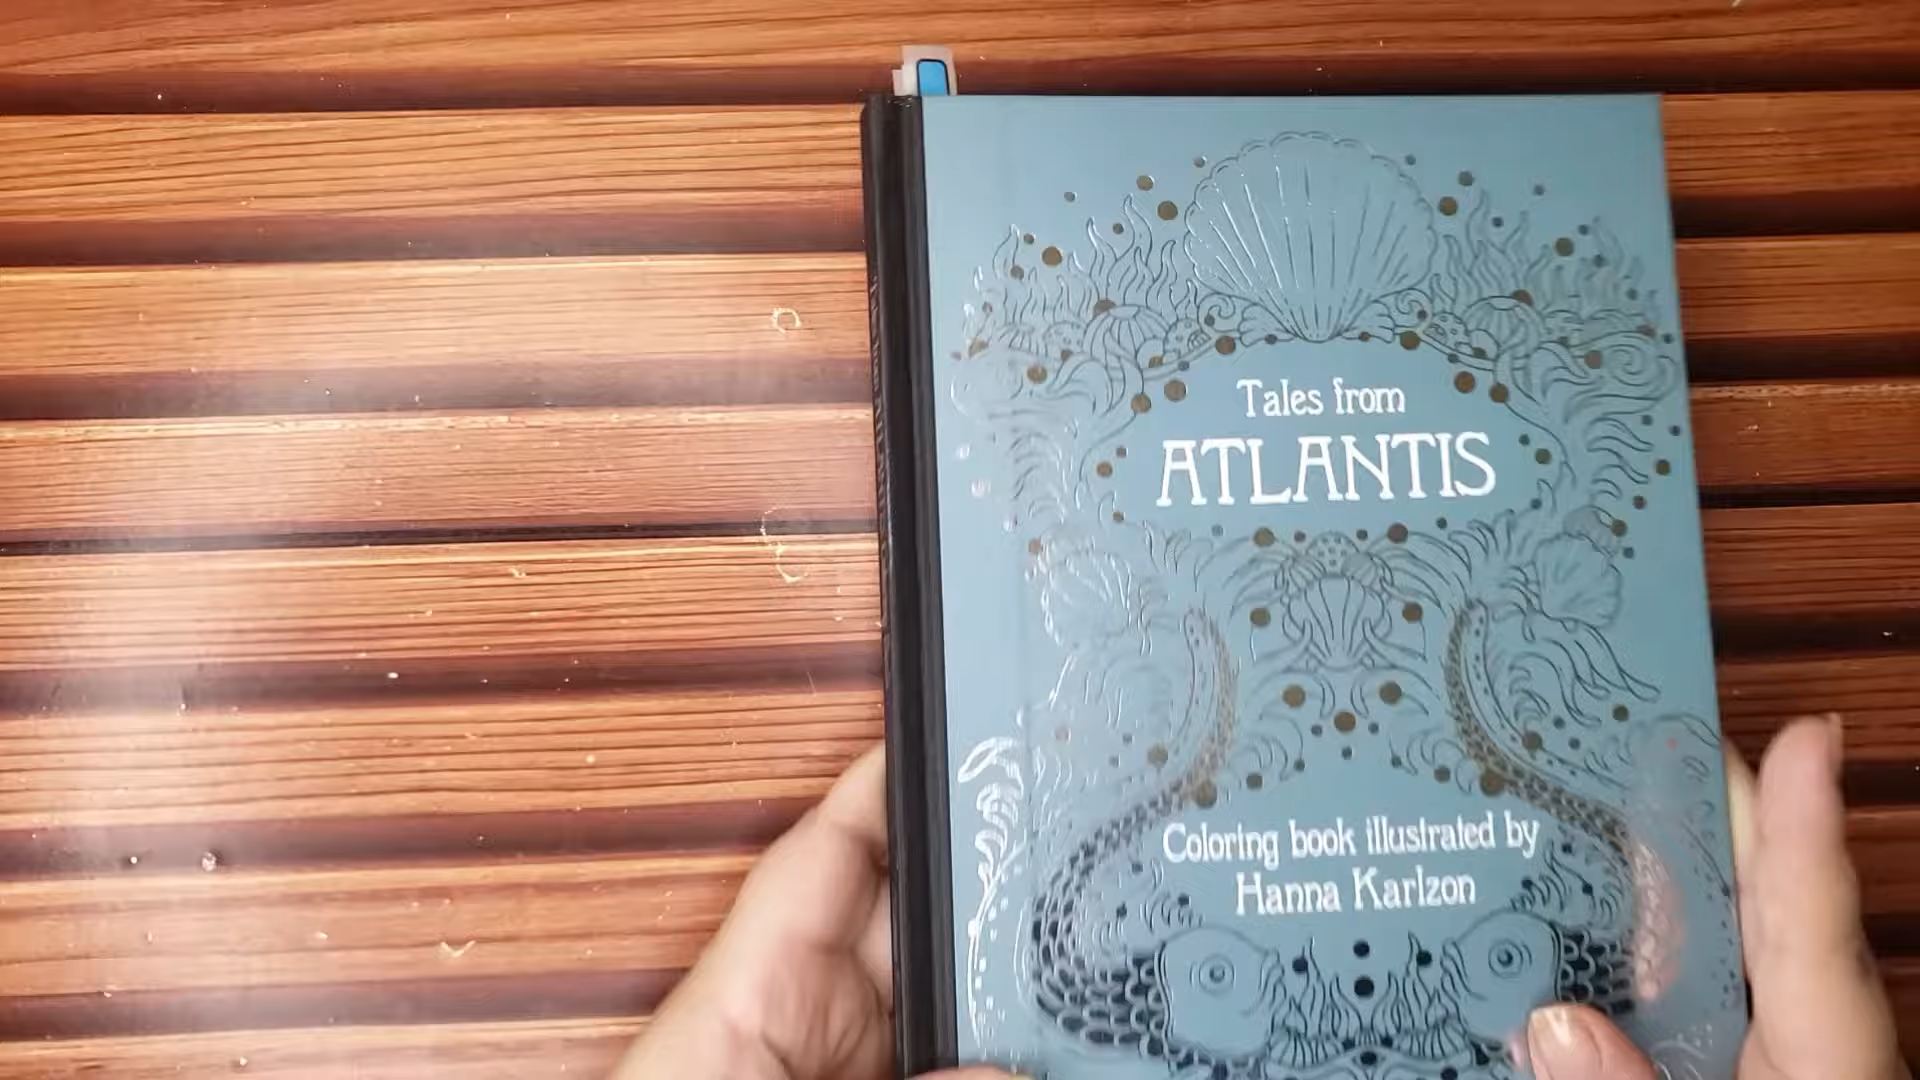 Tales from
ATLANTIS
Coloring book illustrated by
Hanna Karlzon